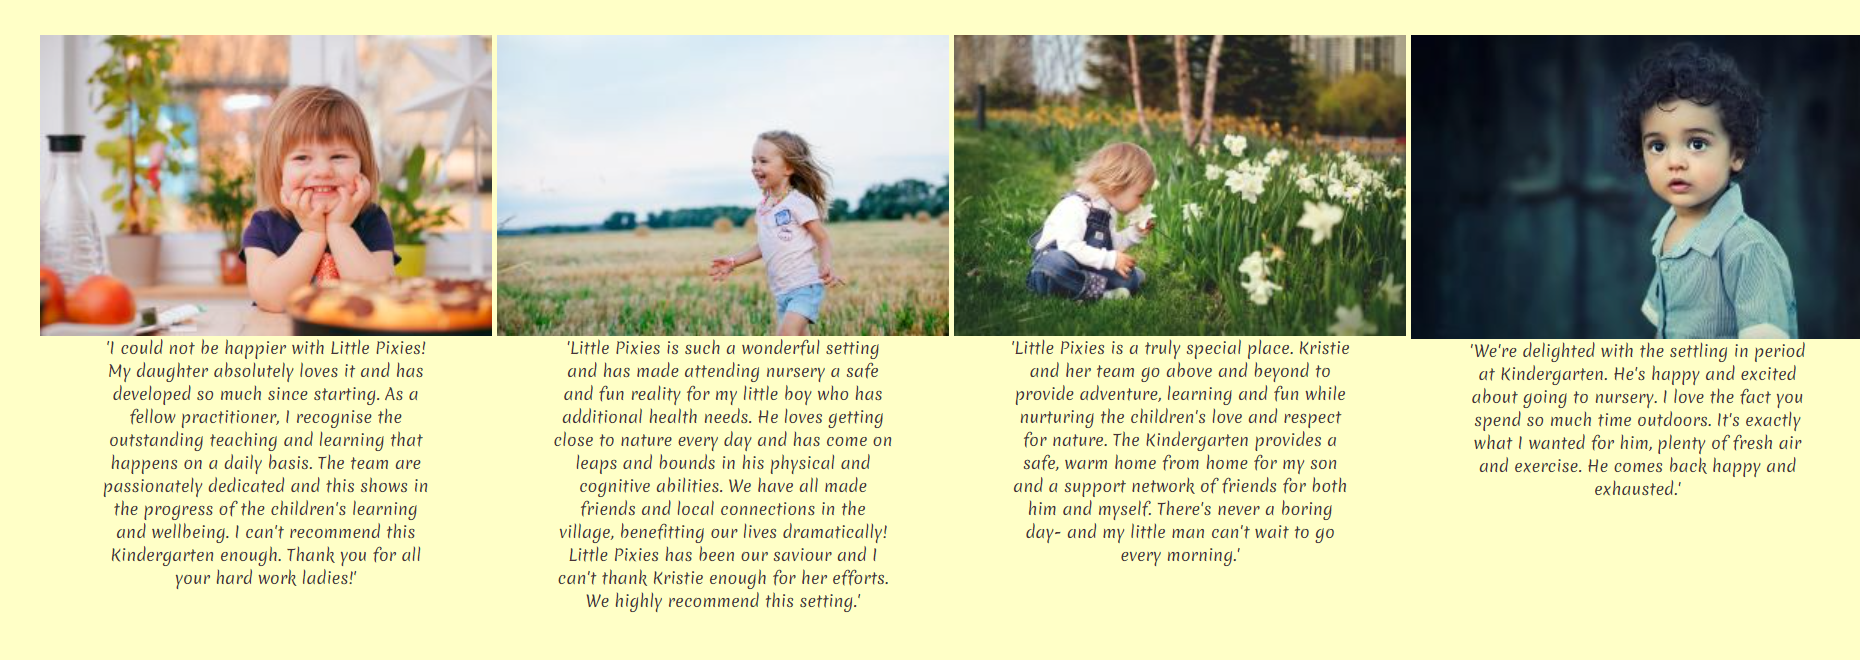 'I could not be happier with Little Pixies!
My daughter absolutely loves it and has
developed so much since starting. As a
fellow practitioner, I recognise the
outstanding teaching and learning that
happens on a daily basis. The team are
passionately dedicated and this shows in
the progress of the children's learning
and wellbeing. I can't recommend this
Kindergarten enough. Thank you for all
your hard work ladies!'
'Little Pixies is such a wonderful setting
and has made attending nursery a safe
and fun reality for my little boy who has
additional health needs. He loves getting
close to nature every day and has come on
leaps and bounds in his physical and
cognitive abilities. We have all made
friends and local connections in the
village, benefitting our lives dramatically!
Little Pixies has been our saviour and I
can't thank Kristie enough for her efforts.
We highly recommend this setting.'
'Little Pixies is a truly special place. Kristie
and her team go above and beyond to
provide adventure, learning and fun while
nurturing the children's love and respect
for nature. The Kindergarten provides a
safe, warm home from home for my son
and a support network of friends for both
him and myself. There's never a boring
day- and my little man can't wait to go
every morning.'
'We're delighted with the settling in period
at Kindergarten. He's happy and excited
about going to nursery. I love the fact you
spend so much time outdoors. It's exactly
what I wanted for him, plenty of fresh air
and exercise. He comes back happy and
exhausted.'